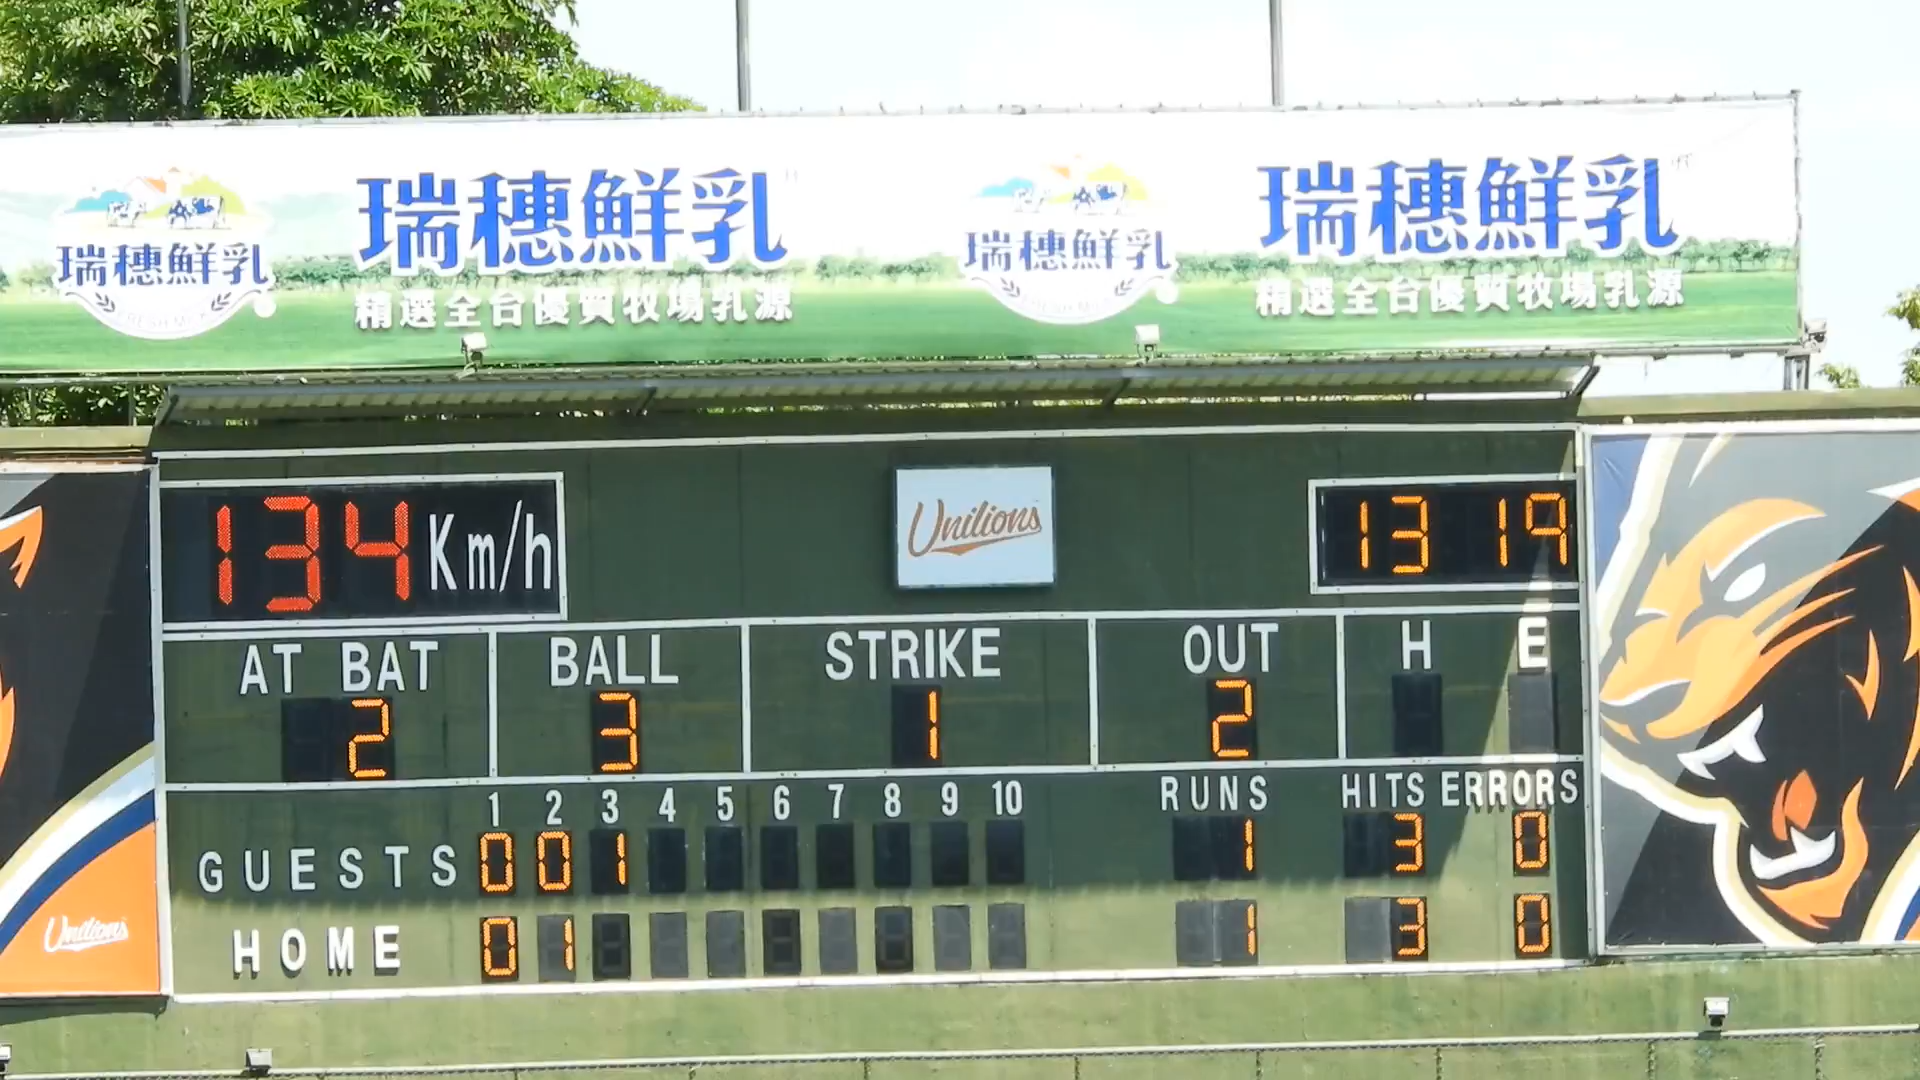 瑞穗鮮乳 瑞穗鮮乳
瑞穗鮮乳 瑞穗鮮乳
FRESH MILK
精選全台優質牧場乳源 精選全台優質牧場乳源
134 Km/h Unilions 13 19
AT BAT BALL STRIKE OUT H E
2 3 1 2
1 2 3 4 5 6 7 8 9 10 RUNS HITS ERRORS
GUESTS 0 0 1 1 3 0
HOME 0 1 1 3 0
Unilions